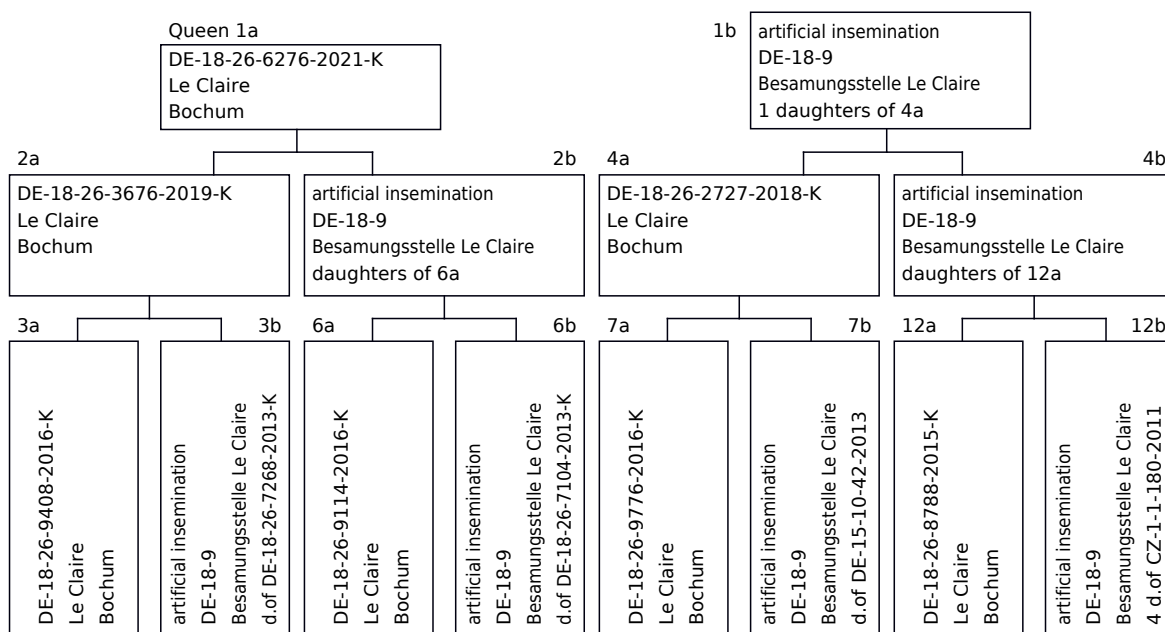 Queen 1a
DE-18-26-6276-2021-K
Le Claire
Bochum
1b
artificial insemination
DE-18-9
Besamungsstelle Le Claire
1 daughters of 4a
2a
DE-18-26-3676-2019-K
Le Claire
Bochum
2b
artificial insemination
DE-18-9
Besamungsstelle Le Claire
daughters of 6a
4a
DE-18-26-2727-2018-K
Le Claire
Bochum
4b
artificial insemination
DE-18-9
Besamungsstelle Le Claire
daughters of 12a
3a
DE-18-26-9408-2016-K
Le Claire
Bochum
3b
artificial insemination
DE-18-9
Besamungsstelle Le Claire
d.of DE-18-26-7268-2013-K
6a
DE-18-26-9114-2016-K
Le Claire
Bochum
6b
artificial insemination
DE-18-9
Besamungsstelle Le Claire
d.of DE-18-26-7104-2013-K
7a
DE-18-26-9776-2016-K
Le Claire
Bochum
7b
artificial insemination
DE-18-9
Besamungsstelle Le Claire
d.of DE-15-10-42-2013
12a
DE-18-26-8788-2015-K
Le Claire
Bochum
12b
artificial insemination
DE-18-9
Besamungsstelle Le Claire
4 d.of CZ-1-1-180-2011